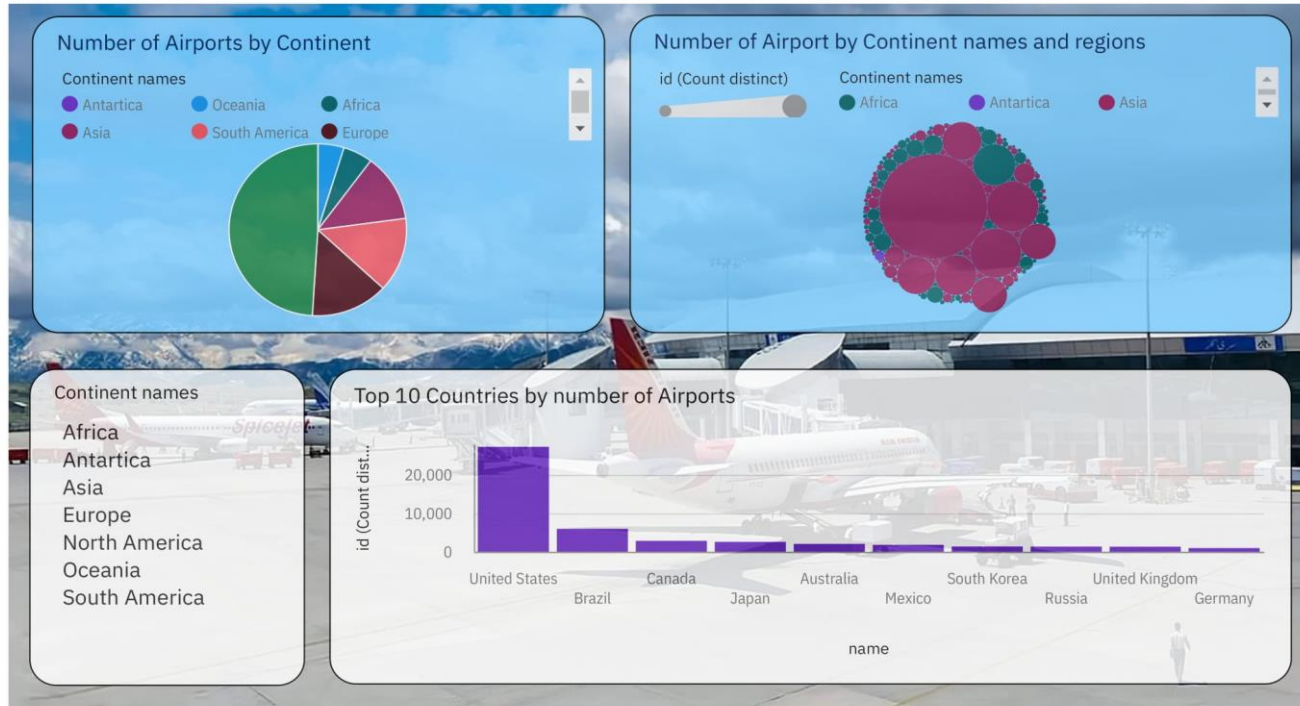 Number of Airports by Continent
Continent names
Antartica
Oceania
Africa
Asia
South America
Europe
Number of Airport by Continent names and regions
id (Count distinct)
Continent names
Africa
Antartica
Asia
Continent names
Africa
Antartica
Asia
Europe
North America
Oceania
South America
Top 10 Countries by number of Airports
id (Count dist...
20,000
10,000
0
United States
Brazil
Canada
Japan
Australia
Mexico
South Korea
Russia
United Kingdom
Germany
name
SpiceJet
AIR INDIA